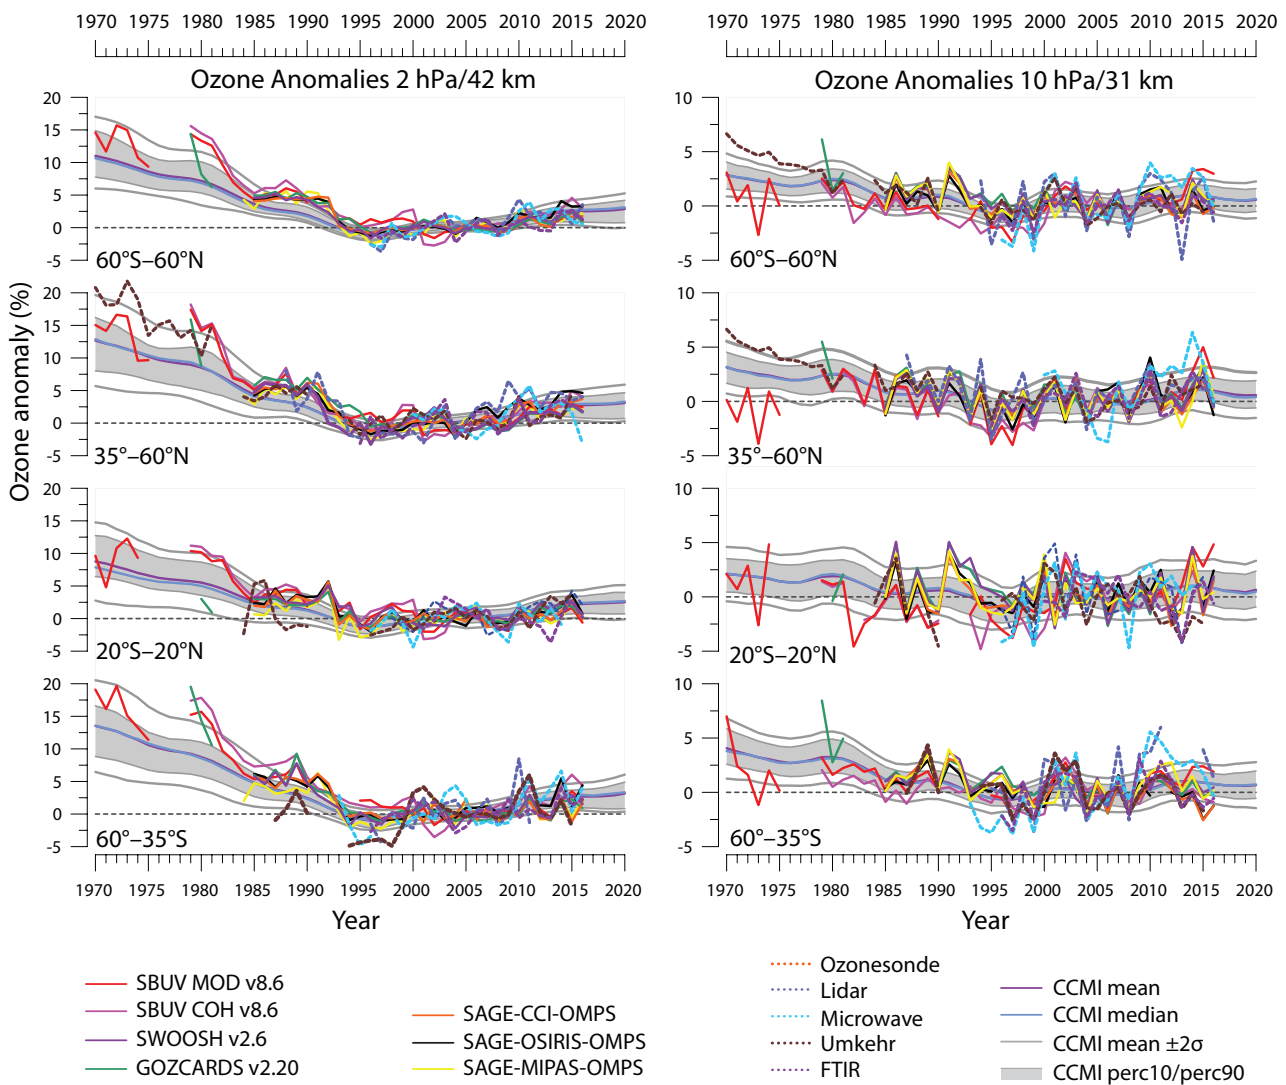 1970 1975 1980 1985 1990 1995 2000 2005 2010 2015 2020
1970 1975 1980 1985 1990 1995 2000 2005 2010 2015 2020
Ozone Anomalies 2 hPa/42 km
Ozone Anomalies 10 hPa/31 km
Ozone anomaly (%)
20
15
10
5
0
-5
60°S–60°N
10
5
0
-5
60°S–60°N
20
15
10
5
0
-5
35°–60°N
10
5
0
-5
35°–60°N
20
15
10
5
0
-5
20°S–20°N
10
5
0
-5
20°S–20°N
20
15
10
5
0
-5
60°–35°S
10
5
0
-5
60°–35°S
1970 1975 1980 1985 1990 1995 2000 2005 2010 2015 2020
Year
1970 1975 1980 1985 1990 1995 2000 2005 2010 2015 2020
Year
SBUV MOD v8.6
SBUV COH v8.6
SWOOSH v2.6
GOZCARDS v2.20
SAGE-CCI-OMPS
SAGE-OSIRIS-OMPS
SAGE-MIPAS-OMPS
Ozonesonde
Lidar
Microwave
Umkehr
FTIR
CCMI mean
CCMI median
CCMI mean ±2σ
CCMI perc10/perc90